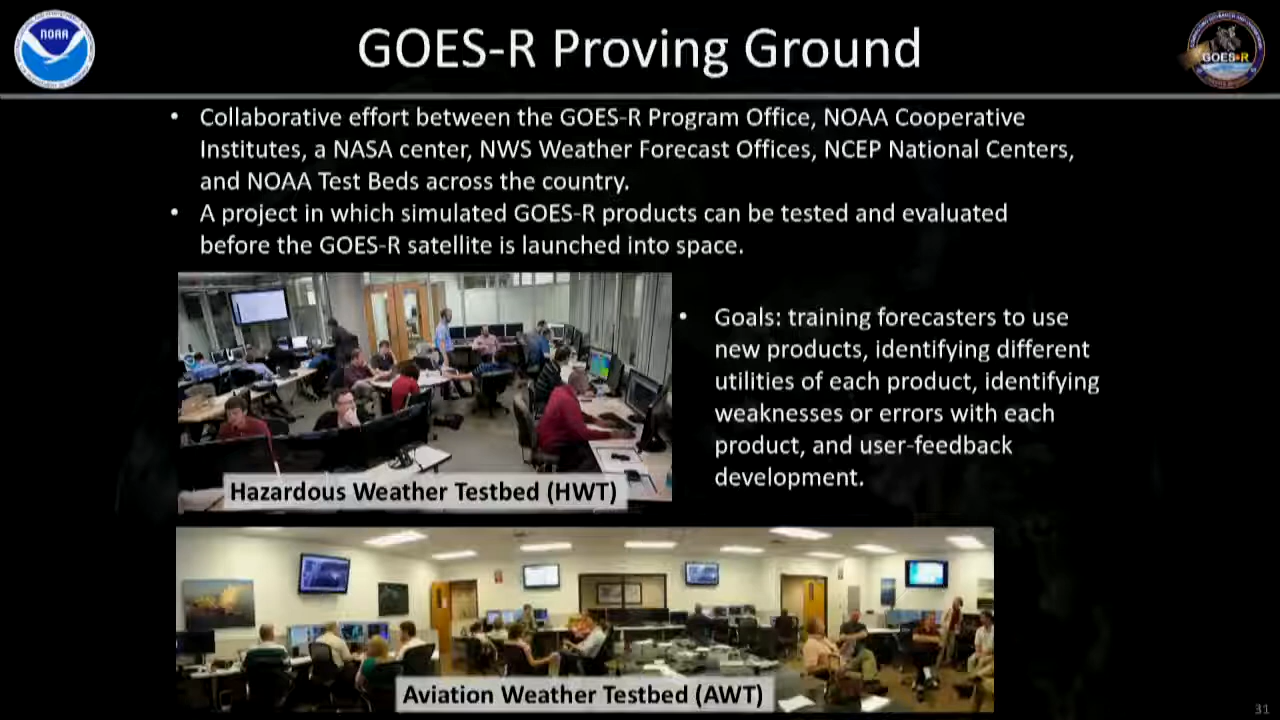 NOAA
GOES-R Proving Ground
GOES-R
• Collaborative effort between the GOES-R Program Office, NOAA Cooperative
Institutes, a NASA center, NWS Weather Forecast Offices, NCEP National Centers,
and NOAA Test Beds across the country.
• A project in which simulated GOES-R products can be tested and evaluated
before the GOES-R satellite is launched into space.
• Goals: training forecasters to use
new products, identifying different
utilities of each product, identifying
weaknesses or errors with each
product, and user-feedback
development.
Hazardous Weather Testbed (HWT)
Aviation Weather Testbed (AWT)
31